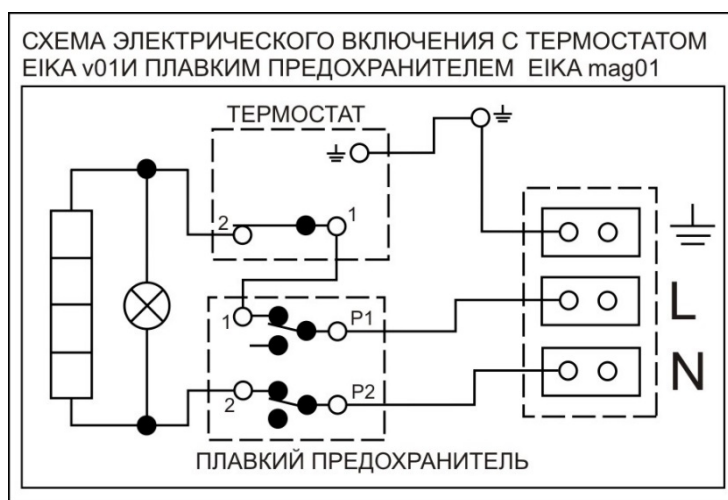 СХЕМА ЭЛЕКТРИЧЕСКОГО ВКЛЮЧЕНИЯ С ТЕРМОСТАТОМ
EIKA v01И ПЛАВКИМ ПРЕДОХРАНИТЕЛЕМ EIKA mag01
ТЕРМОСТАТ
2
1
1
P1
L
2
P2
N
ПЛАВКИЙ ПРЕДОХРАНИТЕЛЬ